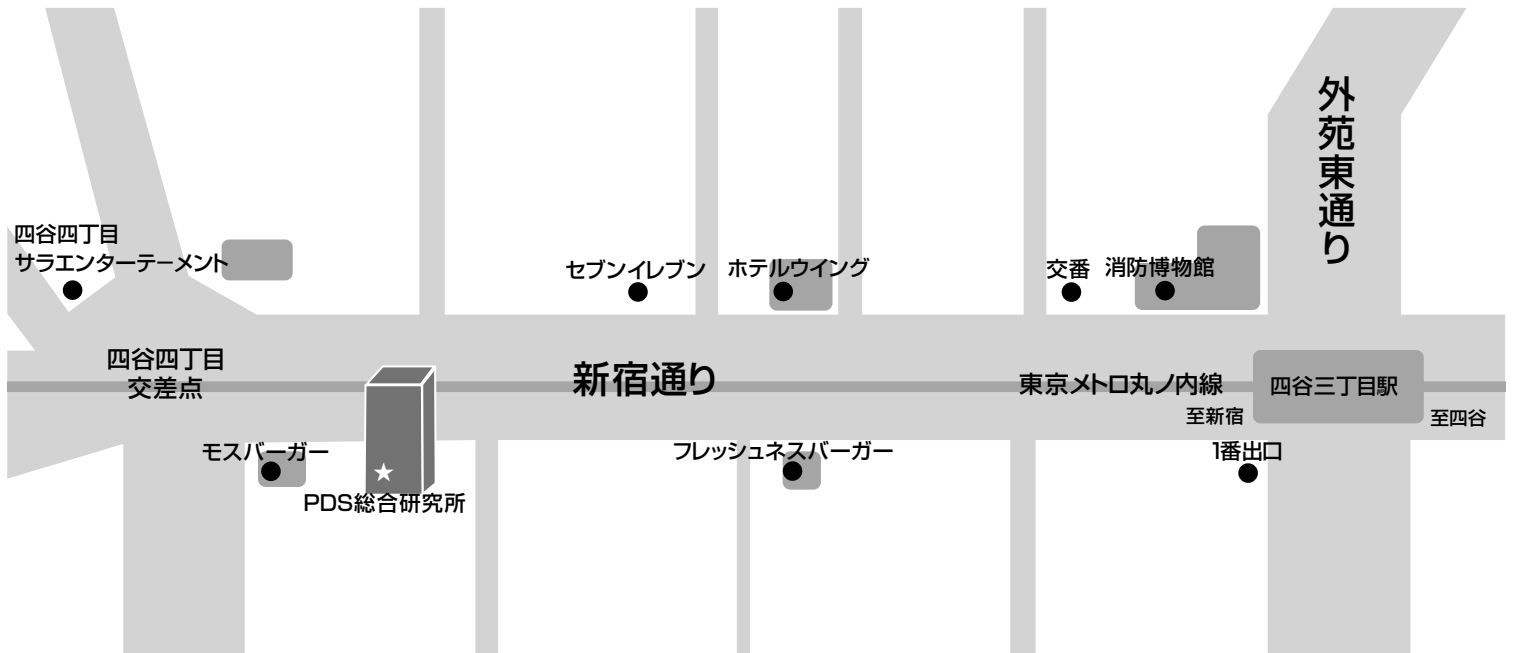 外苑東通り
四谷四丁目
サラエンターテーメント
セブンイレブン
ホテルウイング
交番
消防博物館
四谷四丁目
交差点
新宿通り
東京メトロ丸ノ内線
四谷三丁目駅
至新宿
至四谷
モスバーガー
フレッシュネスバーガー
1番出口
PDS総合研究所